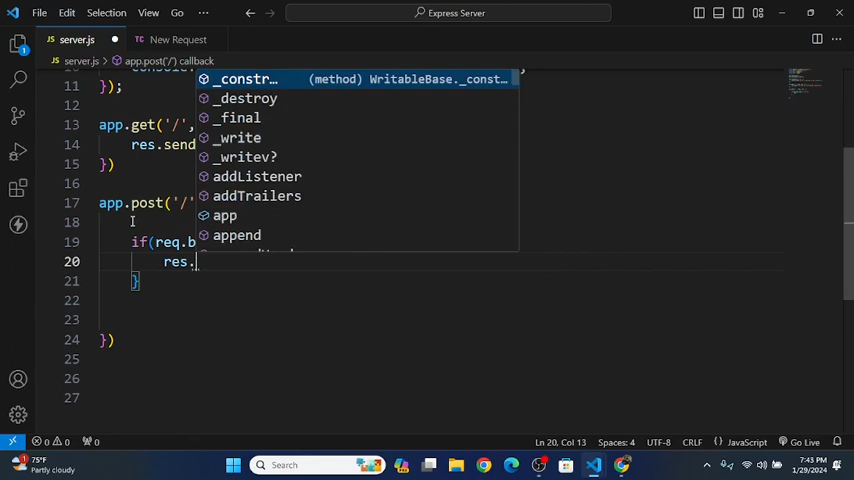 File Edit Selection View Go ··· Express Server
JS server.js ● TC New Request
JS server.js > app.post('/') callback
11 });
12
13 app.get('/',
14 res.send
15 })
16
17 app.post('/'
18
19 if(req.b
20 res.
21 }
22
23
24 })
25
26
27
_constr... (method) WritableBase._const...
_destroy
_final
_write
_writev?
addListener
addTrailers
app
append
0 0 0 Ln 20, Col 13 Spaces: 4 UTF-8 CRLF JavaScript Go Live
75°F
Partly cloudy
Search
7:43 PM
1/29/2024